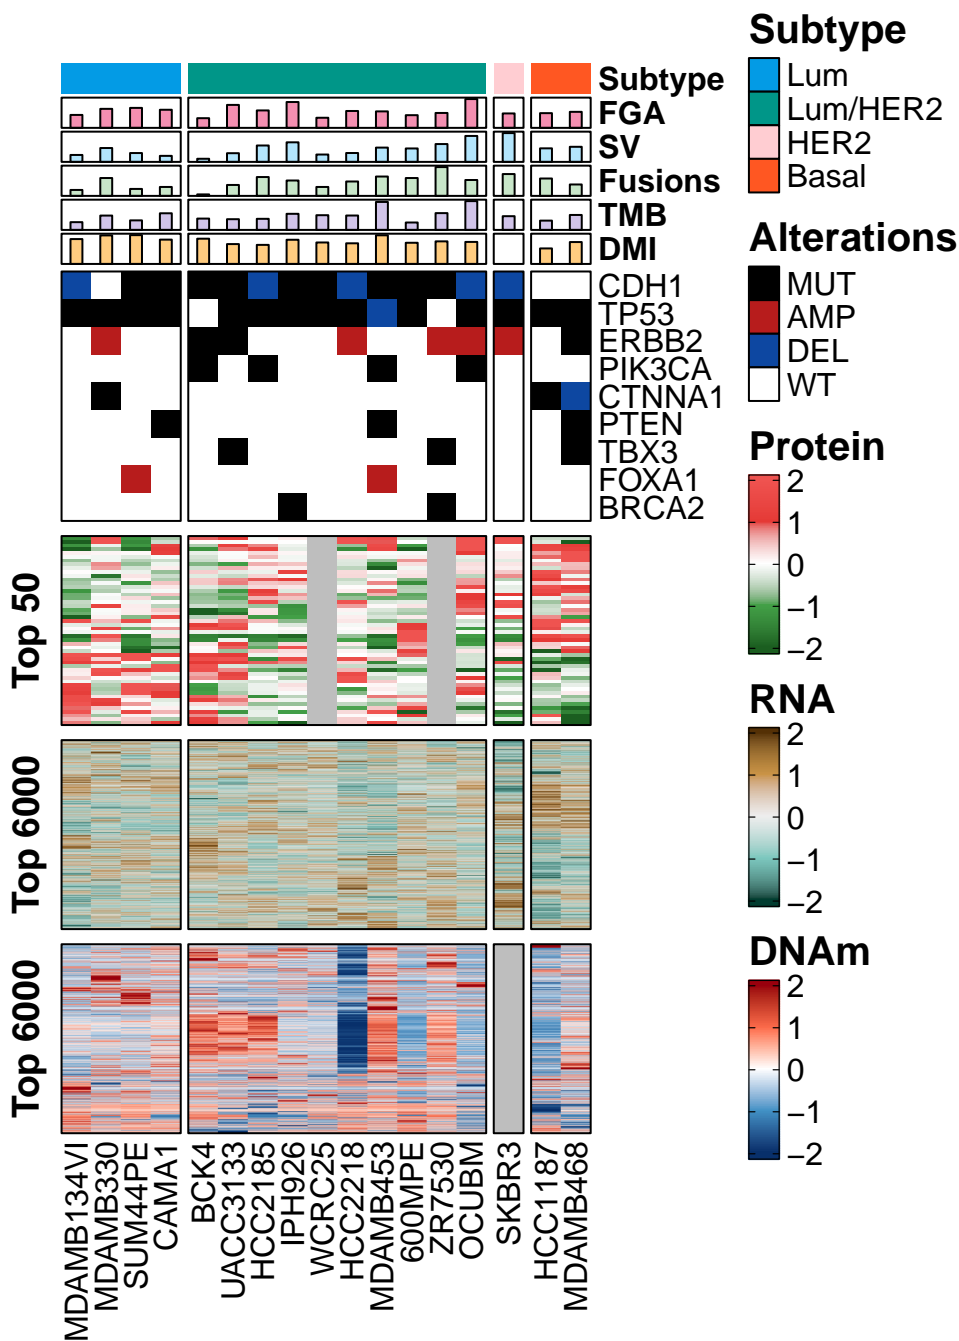 Subtype
FGA
SV
Fusions
TMB
DMI
CDH1
TP53
ERBB2
PIK3CA
CTNNA1
PTEN
TBX3
FOXA1
BRCA2
Top 50
Top 6000
Top 6000
MDAMB134VI
MDAMB330
SUM44PE
CAMA1
BCK4
UACC3133
HCC2185
IPH926
WCRC25
HCC2218
MDAMB453
600MPE
ZR7530
OCUBM
SKBR3
HCC1187
MDAMB468
Subtype
Lum
Lum/HER2
HER2
Basal
Alterations
MUT
AMP
DEL
WT
Protein
2
1
0
−1
−2
RNA
2
1
0
−1
−2
DNAm
2
1
0
−1
−2